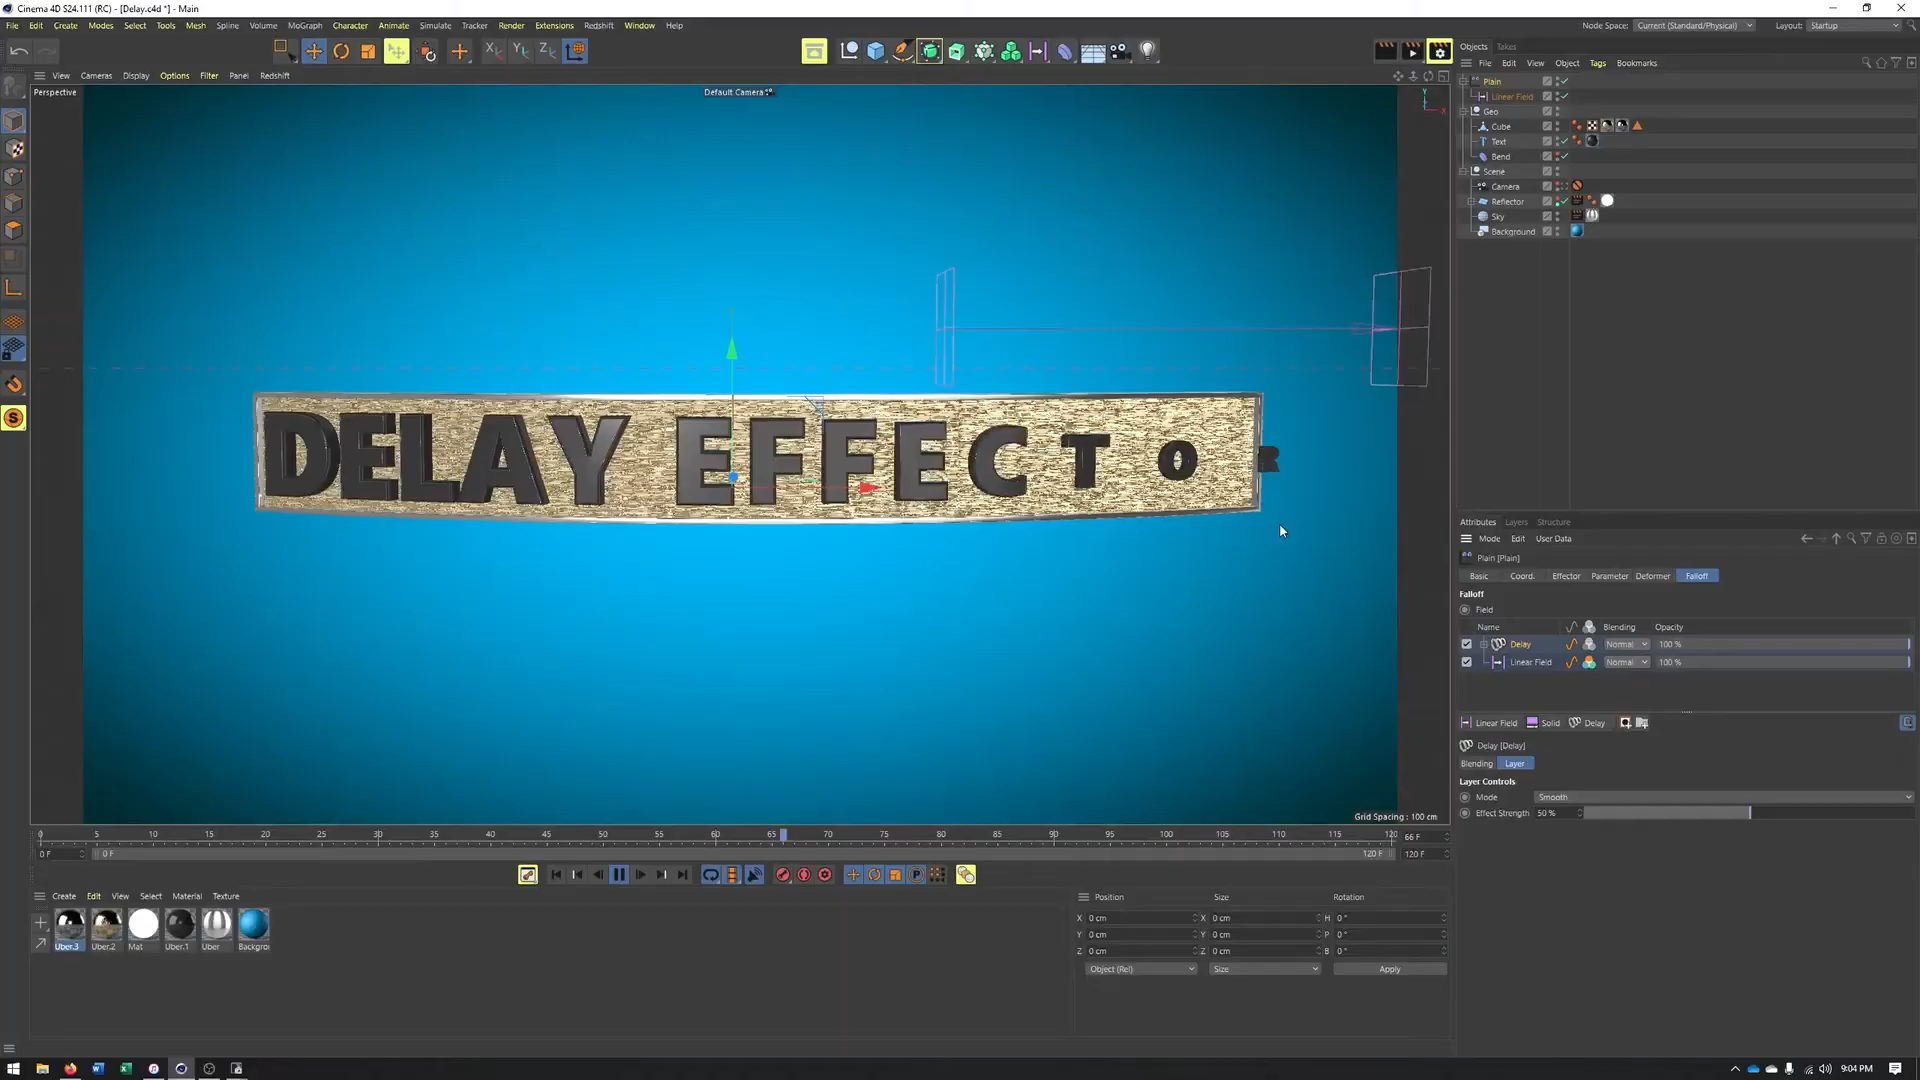 Cinema 4D S24.111 (RC) - [Delay.c4d *] - Main
File Edit Create Modes Select Tools Mesh Spline Volume MoGraph Character Animate Simulate Tracker Render Extensions Redshift Window Help
Node Space: Current (Standard/Physical) Layout: Startup
Objects Takes
View Cameras Display Options Filter Panel Redshift
File Edit View Object Tags Bookmarks
Perspective
Default Camera
Plain
Linear Field
Geo
Cube
Text
Bend
Scene
Camera
Reflector
Sky
Background
DELAY EFFECTOR
Attributes Layers Structure
Mode Edit User Data
Plain [Plain]
Basic Coord. Effector Parameter Deformer Falloff
Falloff
Field
Name Blending Opacity
Delay Normal 100 %
Linear Field Normal 100 %
Linear Field Solid Delay
Delay [Delay]
Blending Layer
Layer Controls
Mode Smooth
Effect Strength 50 %
Grid Spacing : 100 cm
0 5 10 15 20 25 30 35 40 45 50 55 60 65 70 75 80 85 90 95 100 105 110 115 120 66 F
0 F 0 F 120 F 120 F
Create Edit View Select Material Texture
Uber.3 Uber.2 Mat Uber.1 Uber Backgro
Position Size Rotation
X 0 cm X 0 cm H 0 °
Y 0 cm Y 0 cm P 0 °
Z 0 cm Z 0 cm B 0 °
Object (Rel) Size Apply
9:04 PM